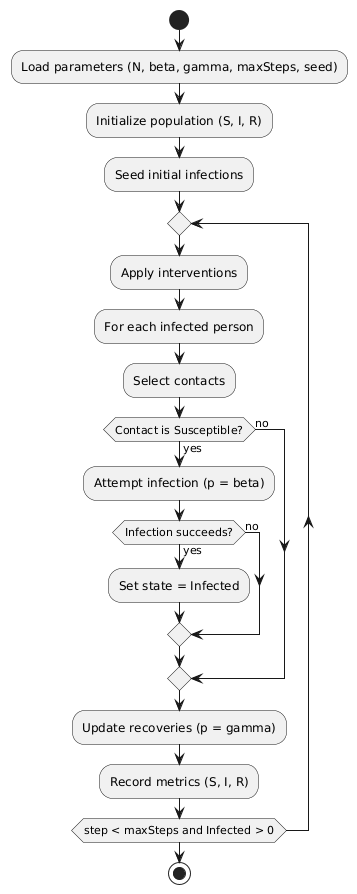 Load parameters (N, beta, gamma, maxSteps, seed)
Initialize population (S, I, R)
Seed initial infections
Apply interventions
For each infected person
Select contacts
Contact is Susceptible?
no
yes
Attempt infection (p = beta)
Infection succeeds?
no
yes
Set state = Infected
Update recoveries (p = gamma)
Record metrics (S, I, R)
step < maxSteps and Infected > 0